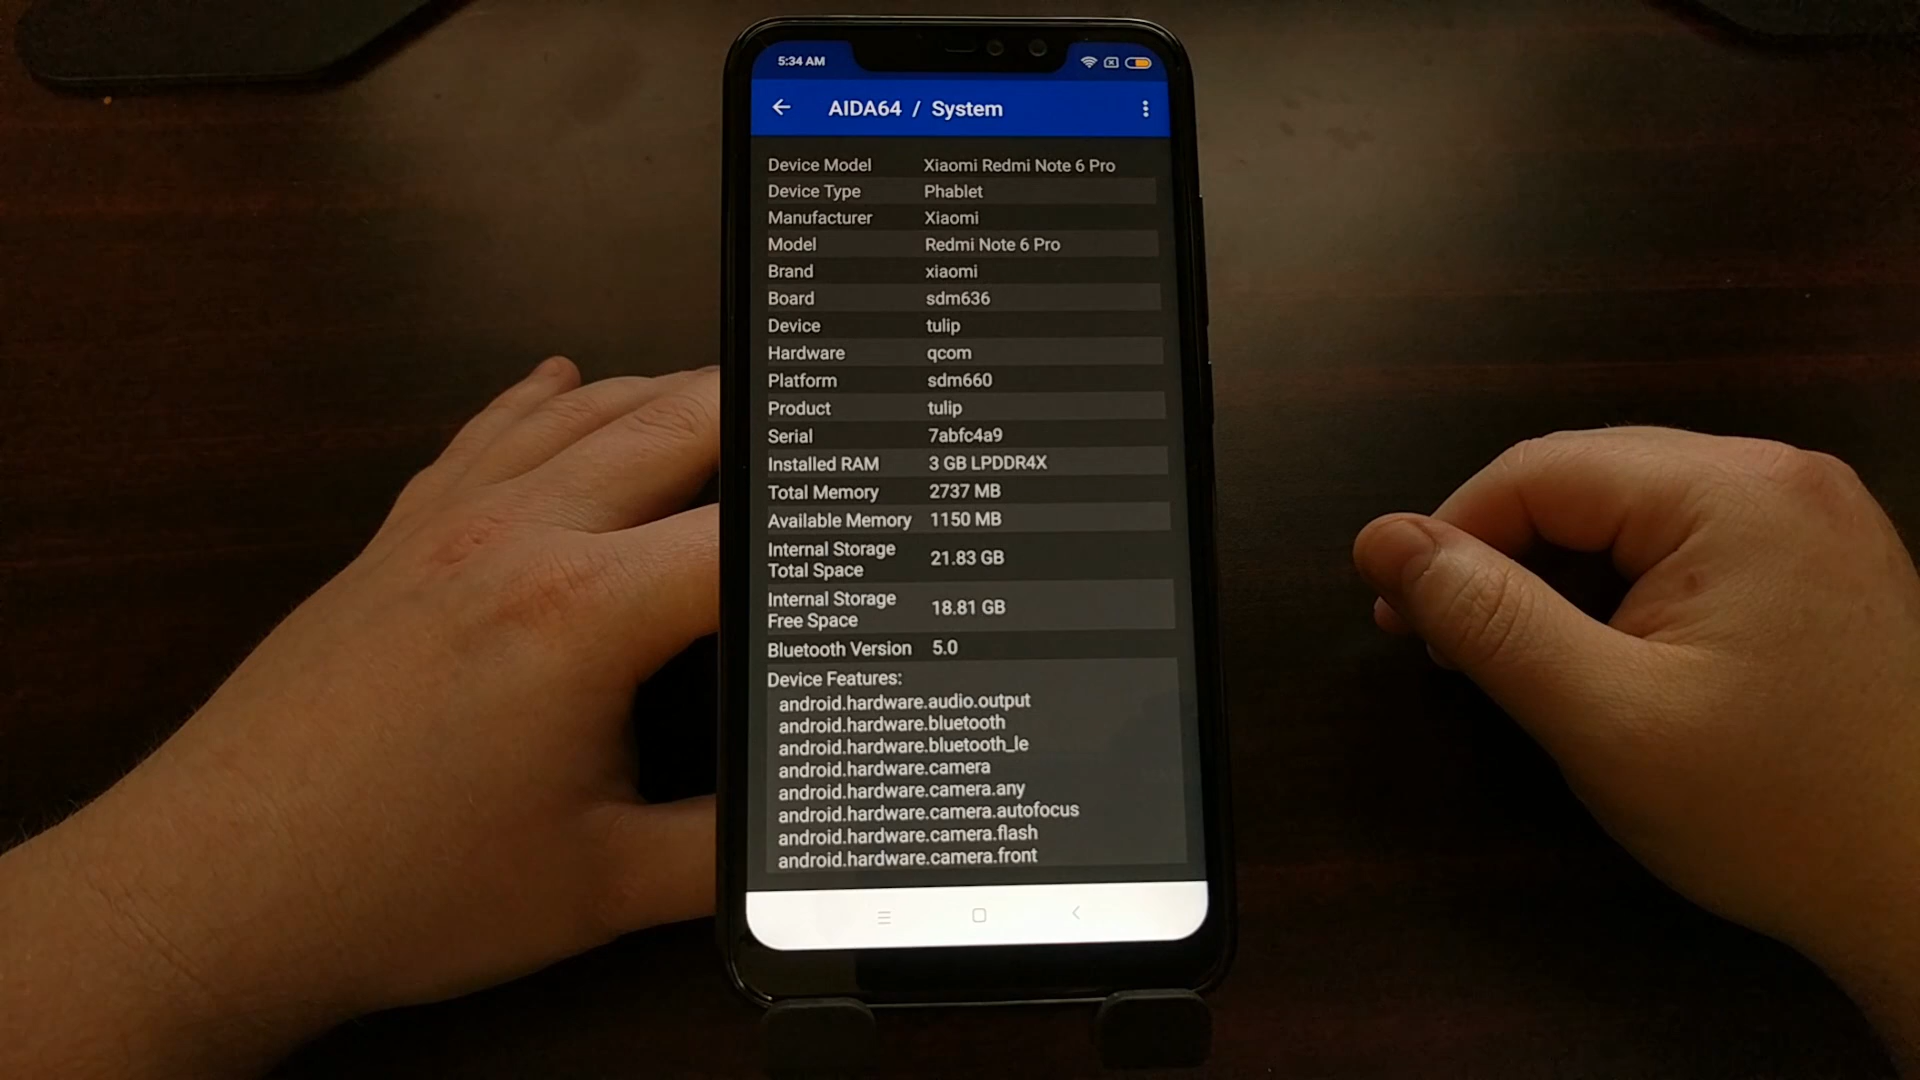 5:34 AM
AIDA64 / System
Device Model Xiaomi Redmi Note 6 Pro
Device Type Phablet
Manufacturer Xiaomi
Model Redmi Note 6 Pro
Brand xiaomi
Board sdm636
Device tulip
Hardware qcom
Platform sdm660
Product tulip
Serial 7abfc4a9
Installed RAM 3 GB LPDDR4X
Total Memory 2737 MB
Available Memory 1150 MB
Internal Storage
Total Space 21.83 GB
Internal Storage
Free Space 18.81 GB
Bluetooth Version 5.0
Device Features:
android.hardware.audio.output
android.hardware.bluetooth
android.hardware.bluetooth_le
android.hardware.camera
android.hardware.camera.any
android.hardware.camera.autofocus
android.hardware.camera.flash
android.hardware.camera.front